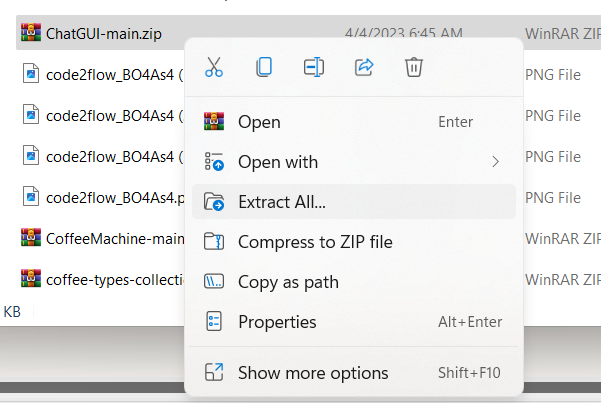 ChatGUI-main.zip 4/4/2023 6:45 AM WinRAR ZIP
code2flow_BO4As4 ( PNG File
code2flow_BO4As4 ( PNG File
code2flow_BO4As4 ( PNG File
code2flow_BO4As4.p PNG File
CoffeeMachine-main WinRAR ZIP
coffee-types-collecti WinRAR ZIP
KB
Open Enter
Open with
Extract All...
Compress to ZIP file
Copy as path
Properties Alt+Enter
Show more options Shift+F10